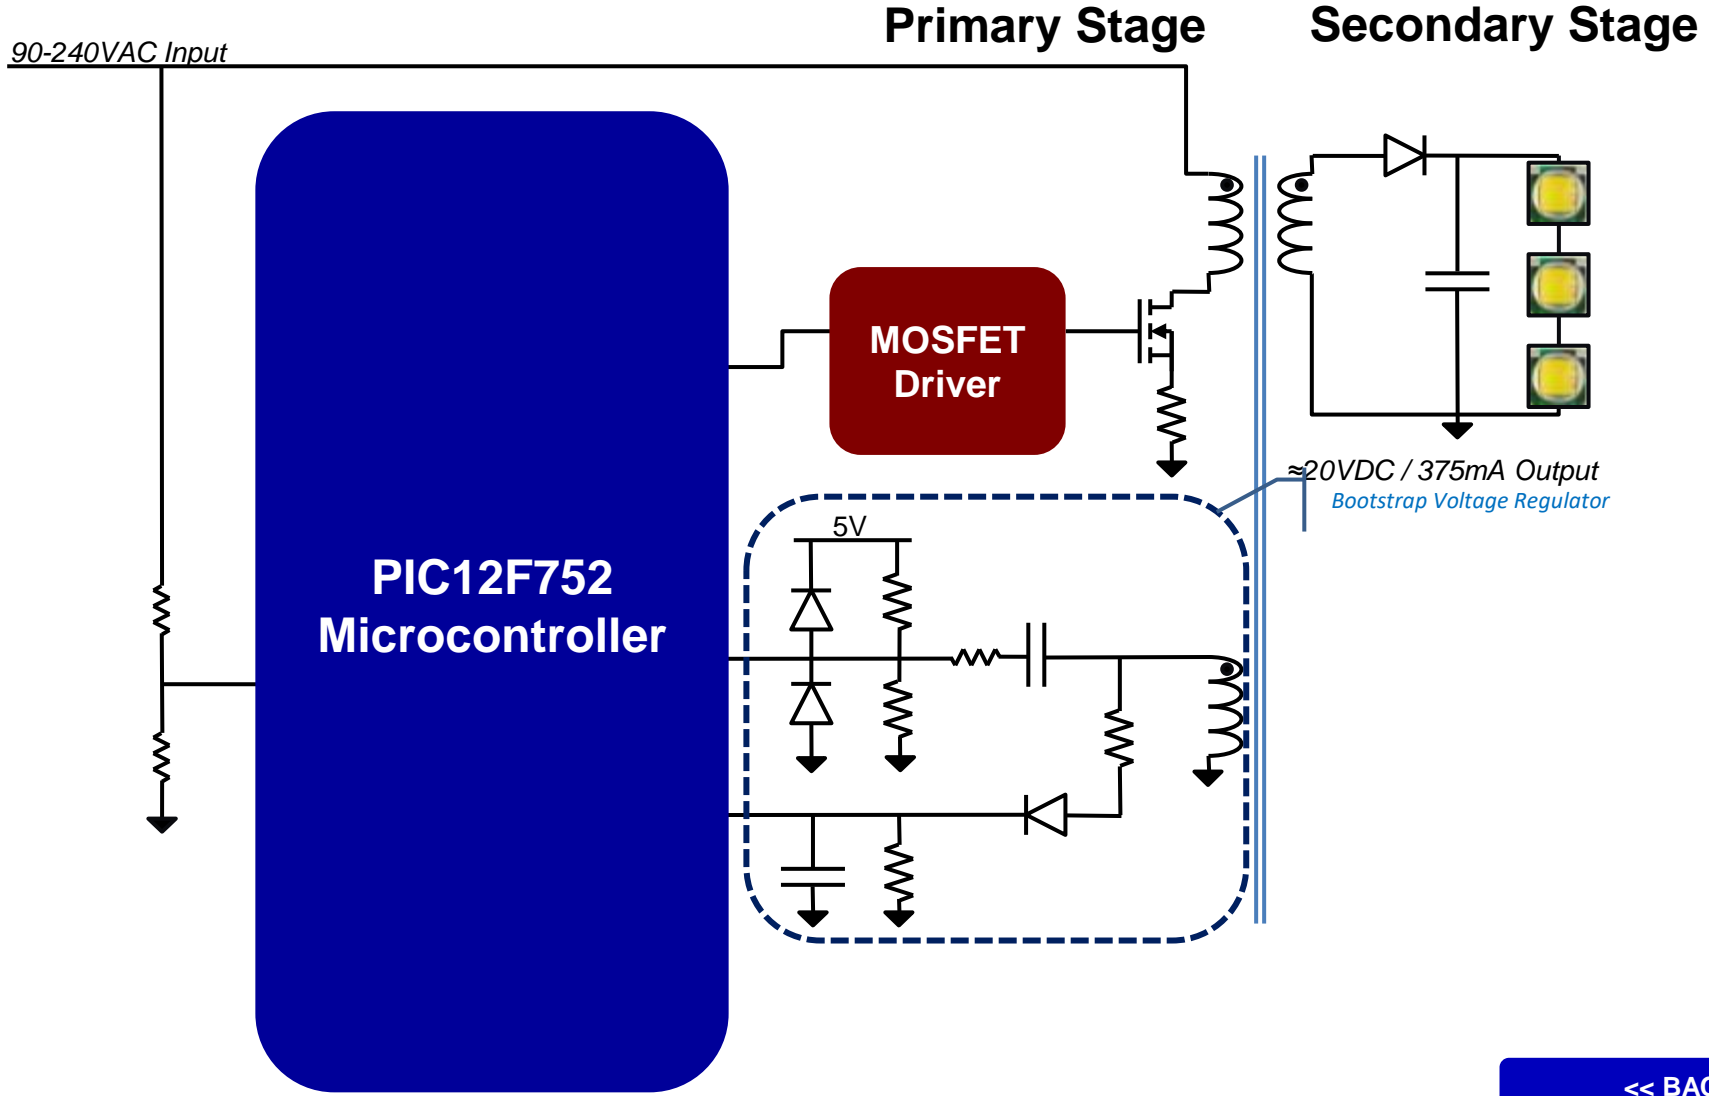 Primary Stage
Secondary Stage
90-240VAC Input
MOSFET
Driver
≈20VDC / 375mA Output
Bootstrap Voltage Regulator
5V
PIC12F752
Microcontroller
<<